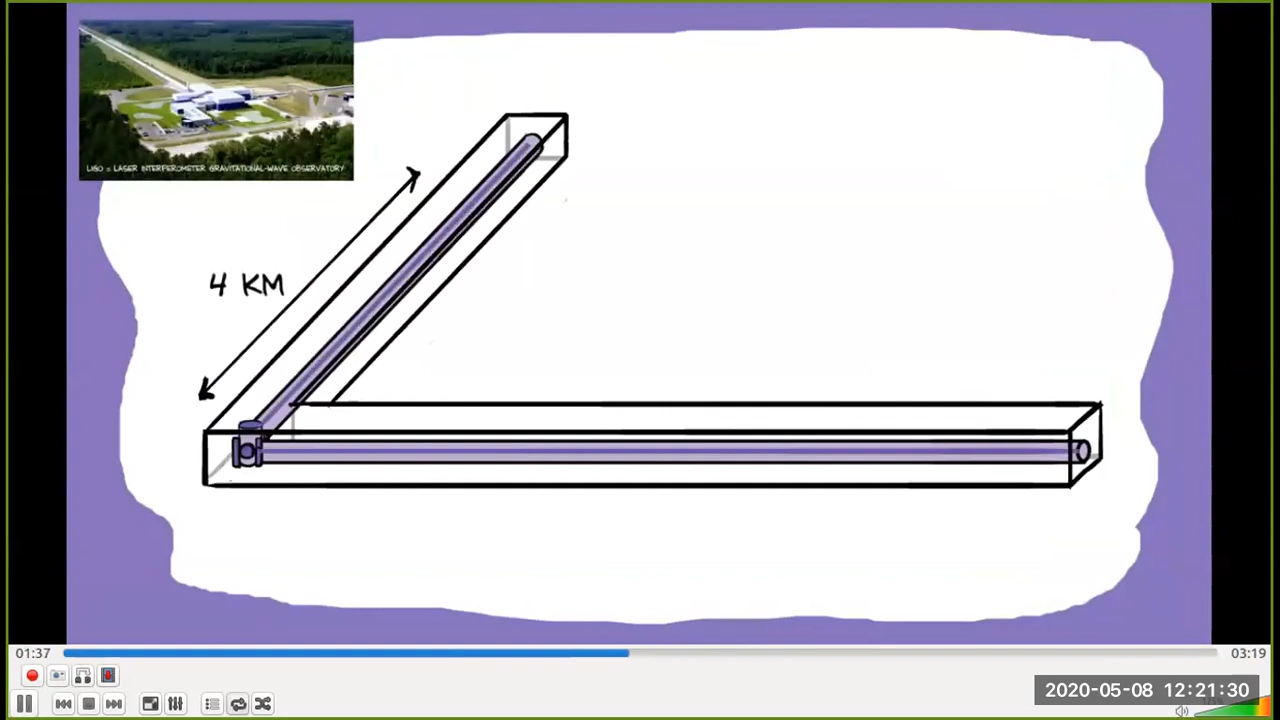 LIGO = LASER INTERFEROMETER GRAVITATIONAL-WAVE OBSERVATORY
4 KM
01:37
03:19
2020-05-08 12:21:30